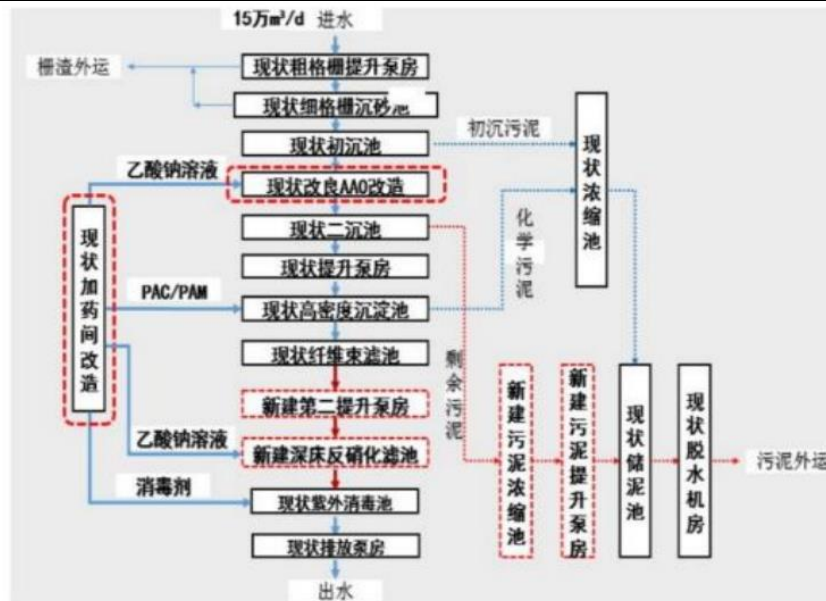 15万m³/d 进水
栅渣外运
现状粗格栅提升泵房
现状细格栅沉砂池
现状初沉池
初沉污泥
乙酸钠溶液
现状改良AAO改造
现状二沉池
现状提升泵房
PAC/PAM
现状高密度沉淀池
现状纤维束滤池
新建第二提升泵房
乙酸钠溶液
新建深床反硝化滤池
消毒剂
现状紫外消毒池
现状排放泵房
出水
现状加药间改造
化学污泥
现状浓缩池
剩余污泥
新建污泥浓缩池
新建污泥提升泵房
现状储泥池
现状脱水机房
污泥外运